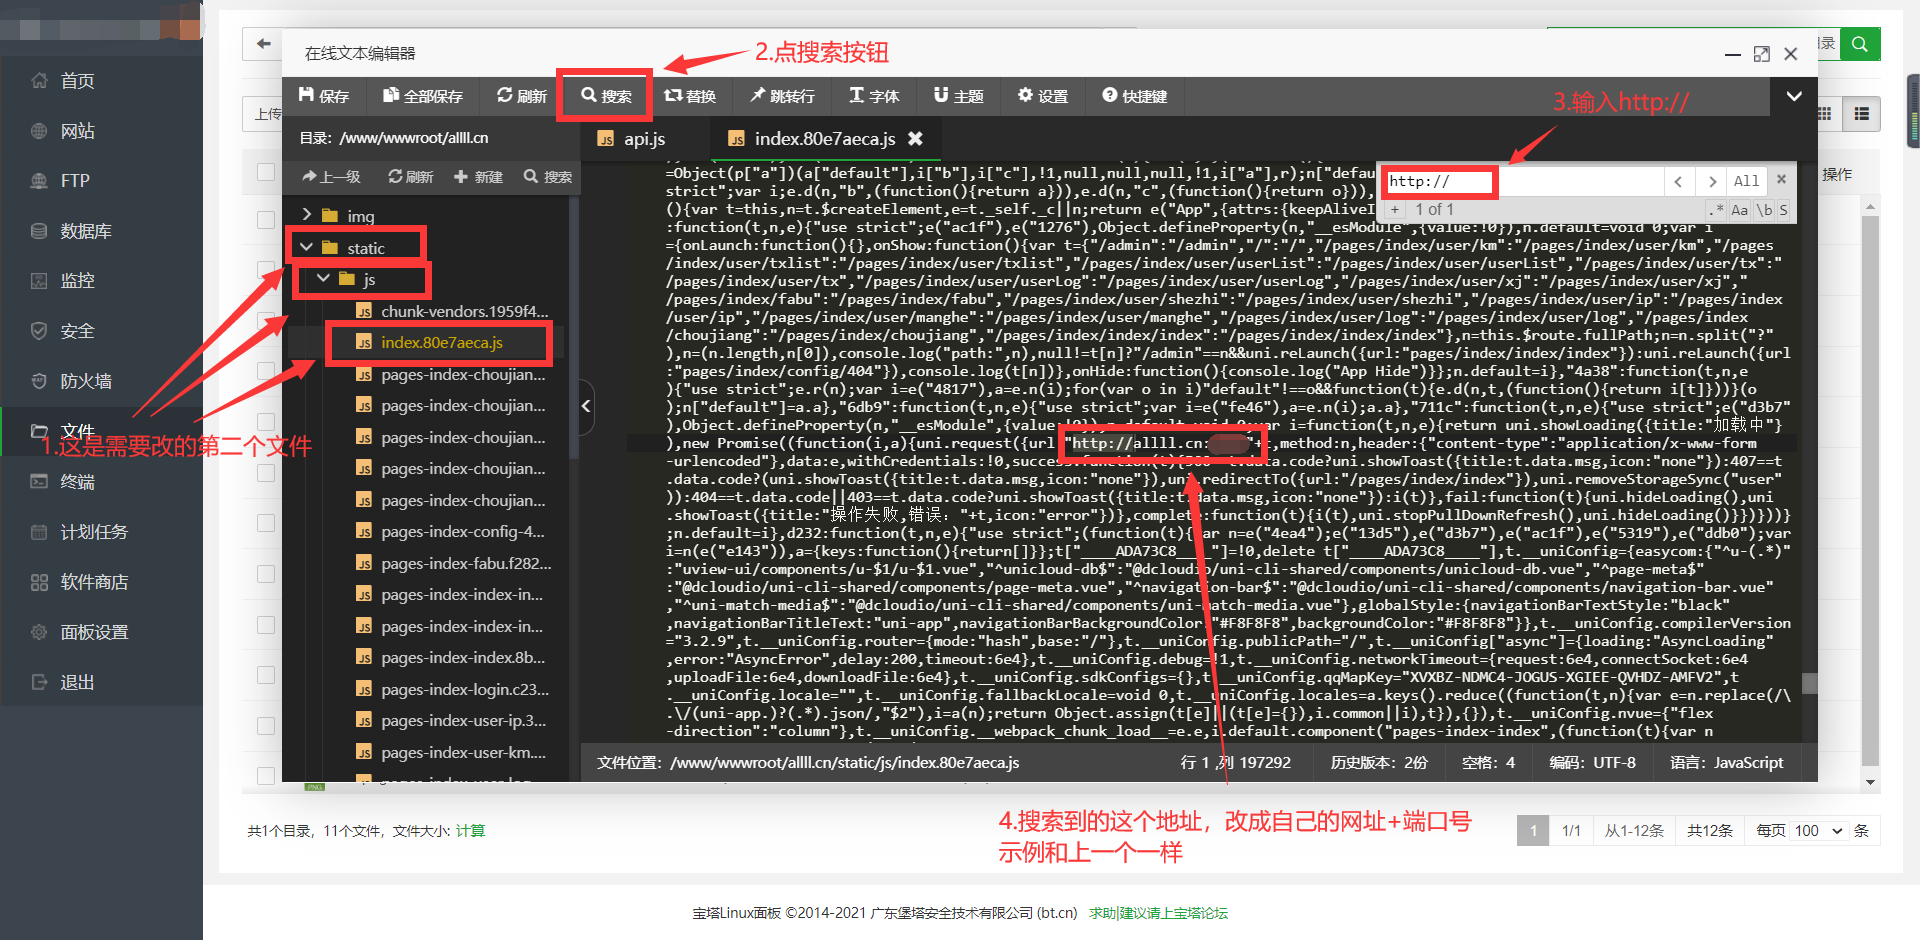 首页
网站
FTP
数据库
监控
安全
防火墙
文件
终端
计划任务
软件商店
面板设置
退出
上传
录
操作
在线文本编辑器
2.点搜索按钮
保存
全部保存
刷新
搜索
替换
跳转行
字体
主题
设置
快捷键
3.输入http://
目录: /www/wwwroot/allll.cn
api.js
index.80e7aeca.js
上一级
刷新
新建
搜索
http://
All
+
1 of 1
.*
Aa
\b
S
img
static
js
chunk-vendors.1959f4...
index.80e7aeca.js
pages-index-choujian...
pages-index-choujian...
pages-index-choujian...
pages-index-choujian...
pages-index-choujian...
pages-index-config-4...
pages-index-fabu.f282...
pages-index-index-in...
pages-index-index-in...
pages-index-index.8b...
pages-index-login.c23...
pages-index-user-ip.3...
pages-index-user-km....
1.这是需要改的第二个文件
=Object(p["a"])(a["default"],i["b"],i["c"],!1,null,null,null,!1,i["a"],r);n["defau
strict";var i;e.d(n,"b",(function(){return a})),e.d(n,"c",(function(){return o})),
(){var t=this,n=t.$createElement,e=t._self._c||n;return e("App",{attrs:{keepAliveI
:function(t,n,e){"use strict";e("ac1f"),e("1276"),Object.defineProperty(n,"__esModule",{value:!0}),n.default=void 0;var i
={onLaunch:function(){},onShow:function(){var t={"/admin":"/admin","/":"/","/pages/index/user/km":"/pages/index/user/km","/pages
/index/user/txlist":"/pages/index/user/txlist","/pages/index/user/userList":"/pages/index/user/userList","/pages/index/user/tx":"
/pages/index/user/tx","/pages/index/user/userLog":"/pages/index/user/userLog","/pages/index/user/xj":"/pages/index/user/xj","
/pages/index/fabu":"/pages/index/fabu","/pages/index/user/shezhi":"/pages/index/user/shezhi","/pages/index/user/ip":"/pages/index
/user/ip","/pages/index/user/manghe":"/pages/index/user/manghe","/pages/index/user/log":"/pages/index/user/log","/pages/index
/choujiang":"/pages/index/choujiang","/pages/index/index/index":"/pages/index/index/index"},n=this.$route.fullPath;n=n.split("?"
),n=(n.length,n[0]),console.log("path:",n),null!=t[n]?"/admin"==n&&uni.reLaunch({url:"pages/index/index/index"}):uni.reLaunch({url
:"pages/index/config/404"}),console.log(t[n])},onHide:function(){console.log("App Hide")}};n.default=i},"4a38":function(t,n,e
){"use strict";e.r(n);var i=e("4817"),a=e.n(i);for(var o in i)"default"!==o&&function(t){e.d(n,t,(function(){return i[t]}))}(o
);n["default"]=a.a},"6db9":function(t,n,e){"use strict";var i=e("fe46"),a=e.n(i);a.a},"711c":function(t,n,e){"use strict";e("d3b7"
),Object.defineProperty(n,"__esModule",{value:!0}),n.default=void 0;var i=function(t,n,e){return uni.showLoading({title:"加载中"}
),new Promise((function(i,a){uni.request({url:"http://allll.cn: "+t,method:n,header:{"content-type":"application/x-www-form
-urlencoded"},data:e,withCredentials:!0,success:function(t){ t.data.code?uni.showToast({title:t.data.msg,icon:"none"}):407==t
.data.code?(uni.showToast({title:t.data.msg,icon:"none"}),uni.redirectTo({url:"/pages/index/index"}),uni.removeStorageSync("user"
)):404==t.data.code||403==t.data.code?uni.showToast({title:t.data.msg,icon:"none"}):i(t)},fail:function(t){uni.hideLoading(),uni
.showToast({title:"操作失败,错误: "+t,icon:"error"})},complete:function(t){i(t),uni.stopPullDownRefresh(),uni.hideLoading()}})}))}
;n.default=i},d232:function(t,n,e){"use strict";(function(t){var n=e("4ea4");e("13d5"),e("d3b7"),e("ac1f"),e("5319"),e("ddb0");var
i=n(e("e143")),a={keys:function(){return[]}};t["____ADA73C8____"]=!0,delete t["____ADA73C8____"],t.__uniConfig={easycom:{"^u-(.*)"
:"uview-ui/components/u-$1/u-$1.vue","^unicloud-db$":"@dcloudio/uni-cli-shared/components/unicloud-db.vue","^page-meta$"
:"@dcloudio/uni-cli-shared/components/page-meta.vue","^navigation-bar$":"@dcloudio/uni-cli-shared/components/navigation-bar.vue"
,"^uni-match-media$":"@dcloudio/uni-cli-shared/components/uni-match-media.vue"},globalStyle:{navigationBarTextStyle:"black"
,navigationBarTitleText:"uni-app",navigationBarBackgroundColor:"#F8F8F8",backgroundColor:"#F8F8F8"}},t.__uniConfig.compilerVersion
="3.2.9",t.__uniConfig.router={mode:"hash",base:"/"},t.__uniConfig.publicPath="/",t.__uniConfig["async"]={loading:"AsyncLoading"
,error:"AsyncError",delay:200,timeout:6e4},t.__uniConfig.debug=!1,t.__uniConfig.networkTimeout={request:6e4,connectSocket:6e4
,uploadFile:6e4,downloadFile:6e4},t.__uniConfig.sdkConfigs={},t.__uniConfig.qqMapKey="XVXBZ-NDMC4-JOGUS-XGIEE-QVHDZ-AMFV2",t
.__uniConfig.locale="",t.__uniConfig.fallbackLocale=void 0,t.__uniConfig.locales=a.keys().reduce((function(t,n){var e=n.replace(/\
.\/(uni-app.)?(.*).json/,"$2"),i=a(n);return Object.assign(t[e]||(t[e]={}),i.common||i),t}),{}),t.__uniConfig.nvue={"flex
-direction":"column"},t.__uniConfig.__webpack_chunk_load__=e.e,i.default.component("pages-index-index",(function(t){var n
文件位置: /www/wwwroot/allll.cn/static/js/index.80e7aeca.js
行 1 ,列 197292
历史版本: 2份
空格: 4
编码: UTF-8
语言: JavaScript
PNG
4.搜索到的这个地址，改成自己的网址+端口号
示例和上一个一样
共1个目录，11个文件，文件大小: 计算
1
1/1
从1-12条
共12条
每页
100
条
宝塔Linux面板 ©2014-2021 广东堡塔安全技术有限公司 (bt.cn)
求助|建议请上宝塔论坛